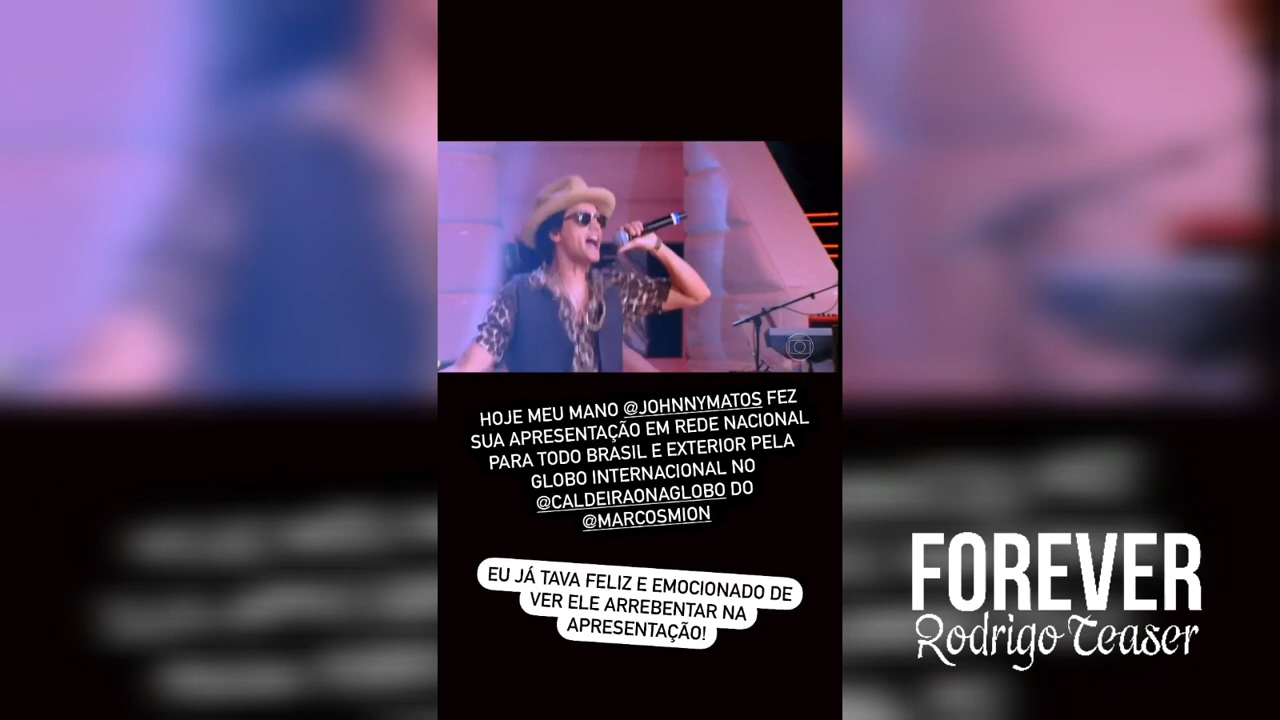 HOJE MEU MANO @JOHNNYMATOS FEZ
SUA APRESENTAÇÃO EM REDE NACIONAL
PARA TODO BRASIL E EXTERIOR PELA
GLOBO INTERNACIONAL NO
@CALDEIRAONAGLOBO DO
@MARCOSMION
EU JÁ TAVA FELIZ E EMOCIONADO DE
VER ELE ARREBENTAR NA
APRESENTAÇÃO!
FOREVER
Rodrigo Teaser